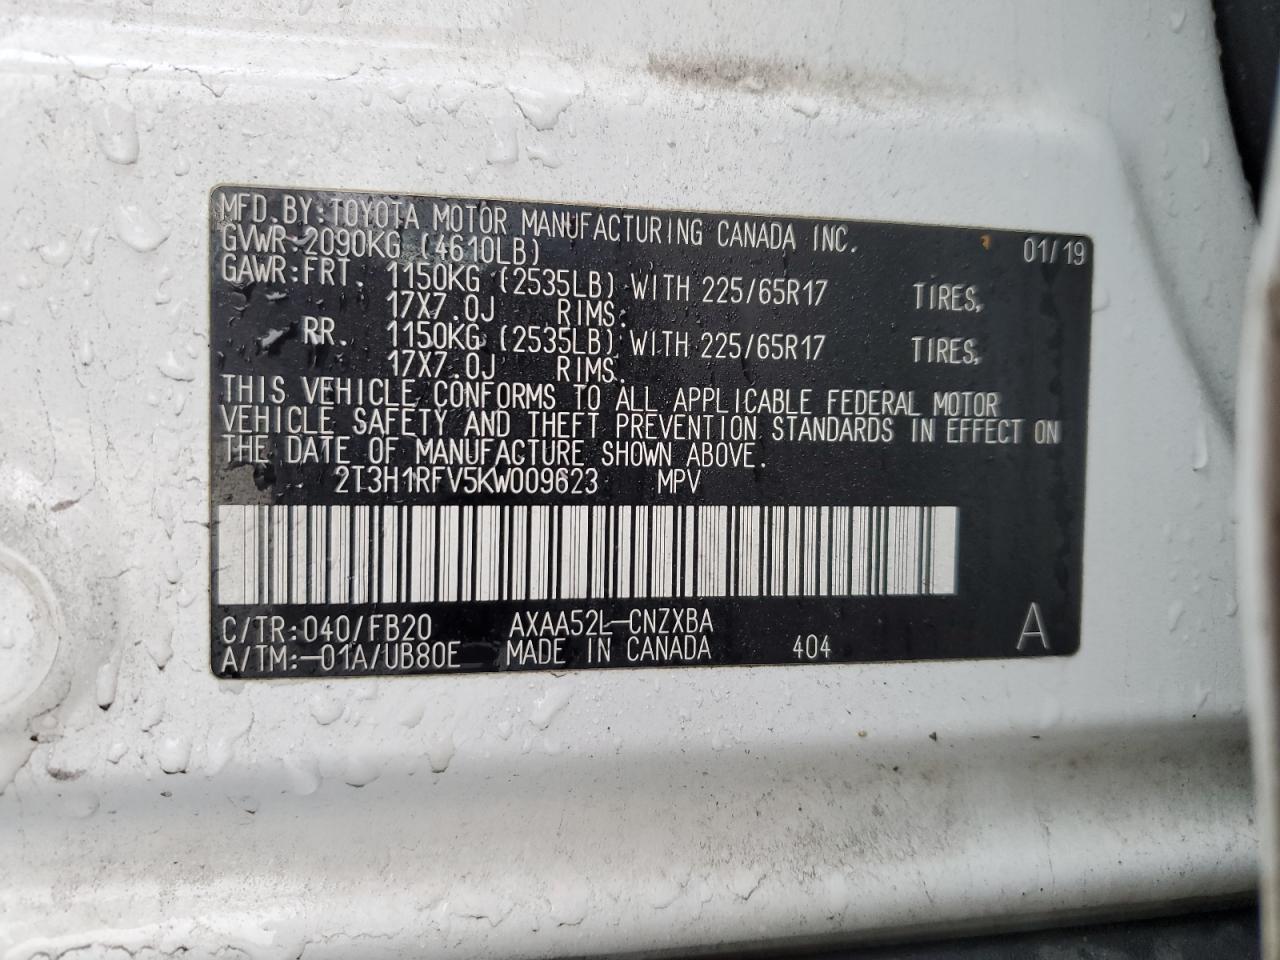 MFD.BY:TOYOTA MOTOR MANUFACTURING CANADA INC. 01/19
GVWR:2090KG (4610LB)
GAWR:FRT. 1150KG (2535LB) WITH 225/65R17 TIRES,
17X7.0J RIMS.
RR. 1150KG (2535LB) WITH 225/65R17 TIRES,
17X7.0J RIMS.
THIS VEHICLE CONFORMS TO ALL APPLICABLE FEDERAL MOTOR
VEHICLE SAFETY AND THEFT PREVENTION STANDARDS IN EFFECT ON
THE DATE OF MANUFACTURE SHOWN ABOVE.
2T3H1RFV5KW009623 MPV
C/TR:040/FB20 AXAA52L-CNZXBA A
A/TM:-01A/UB80E MADE IN CANADA 404